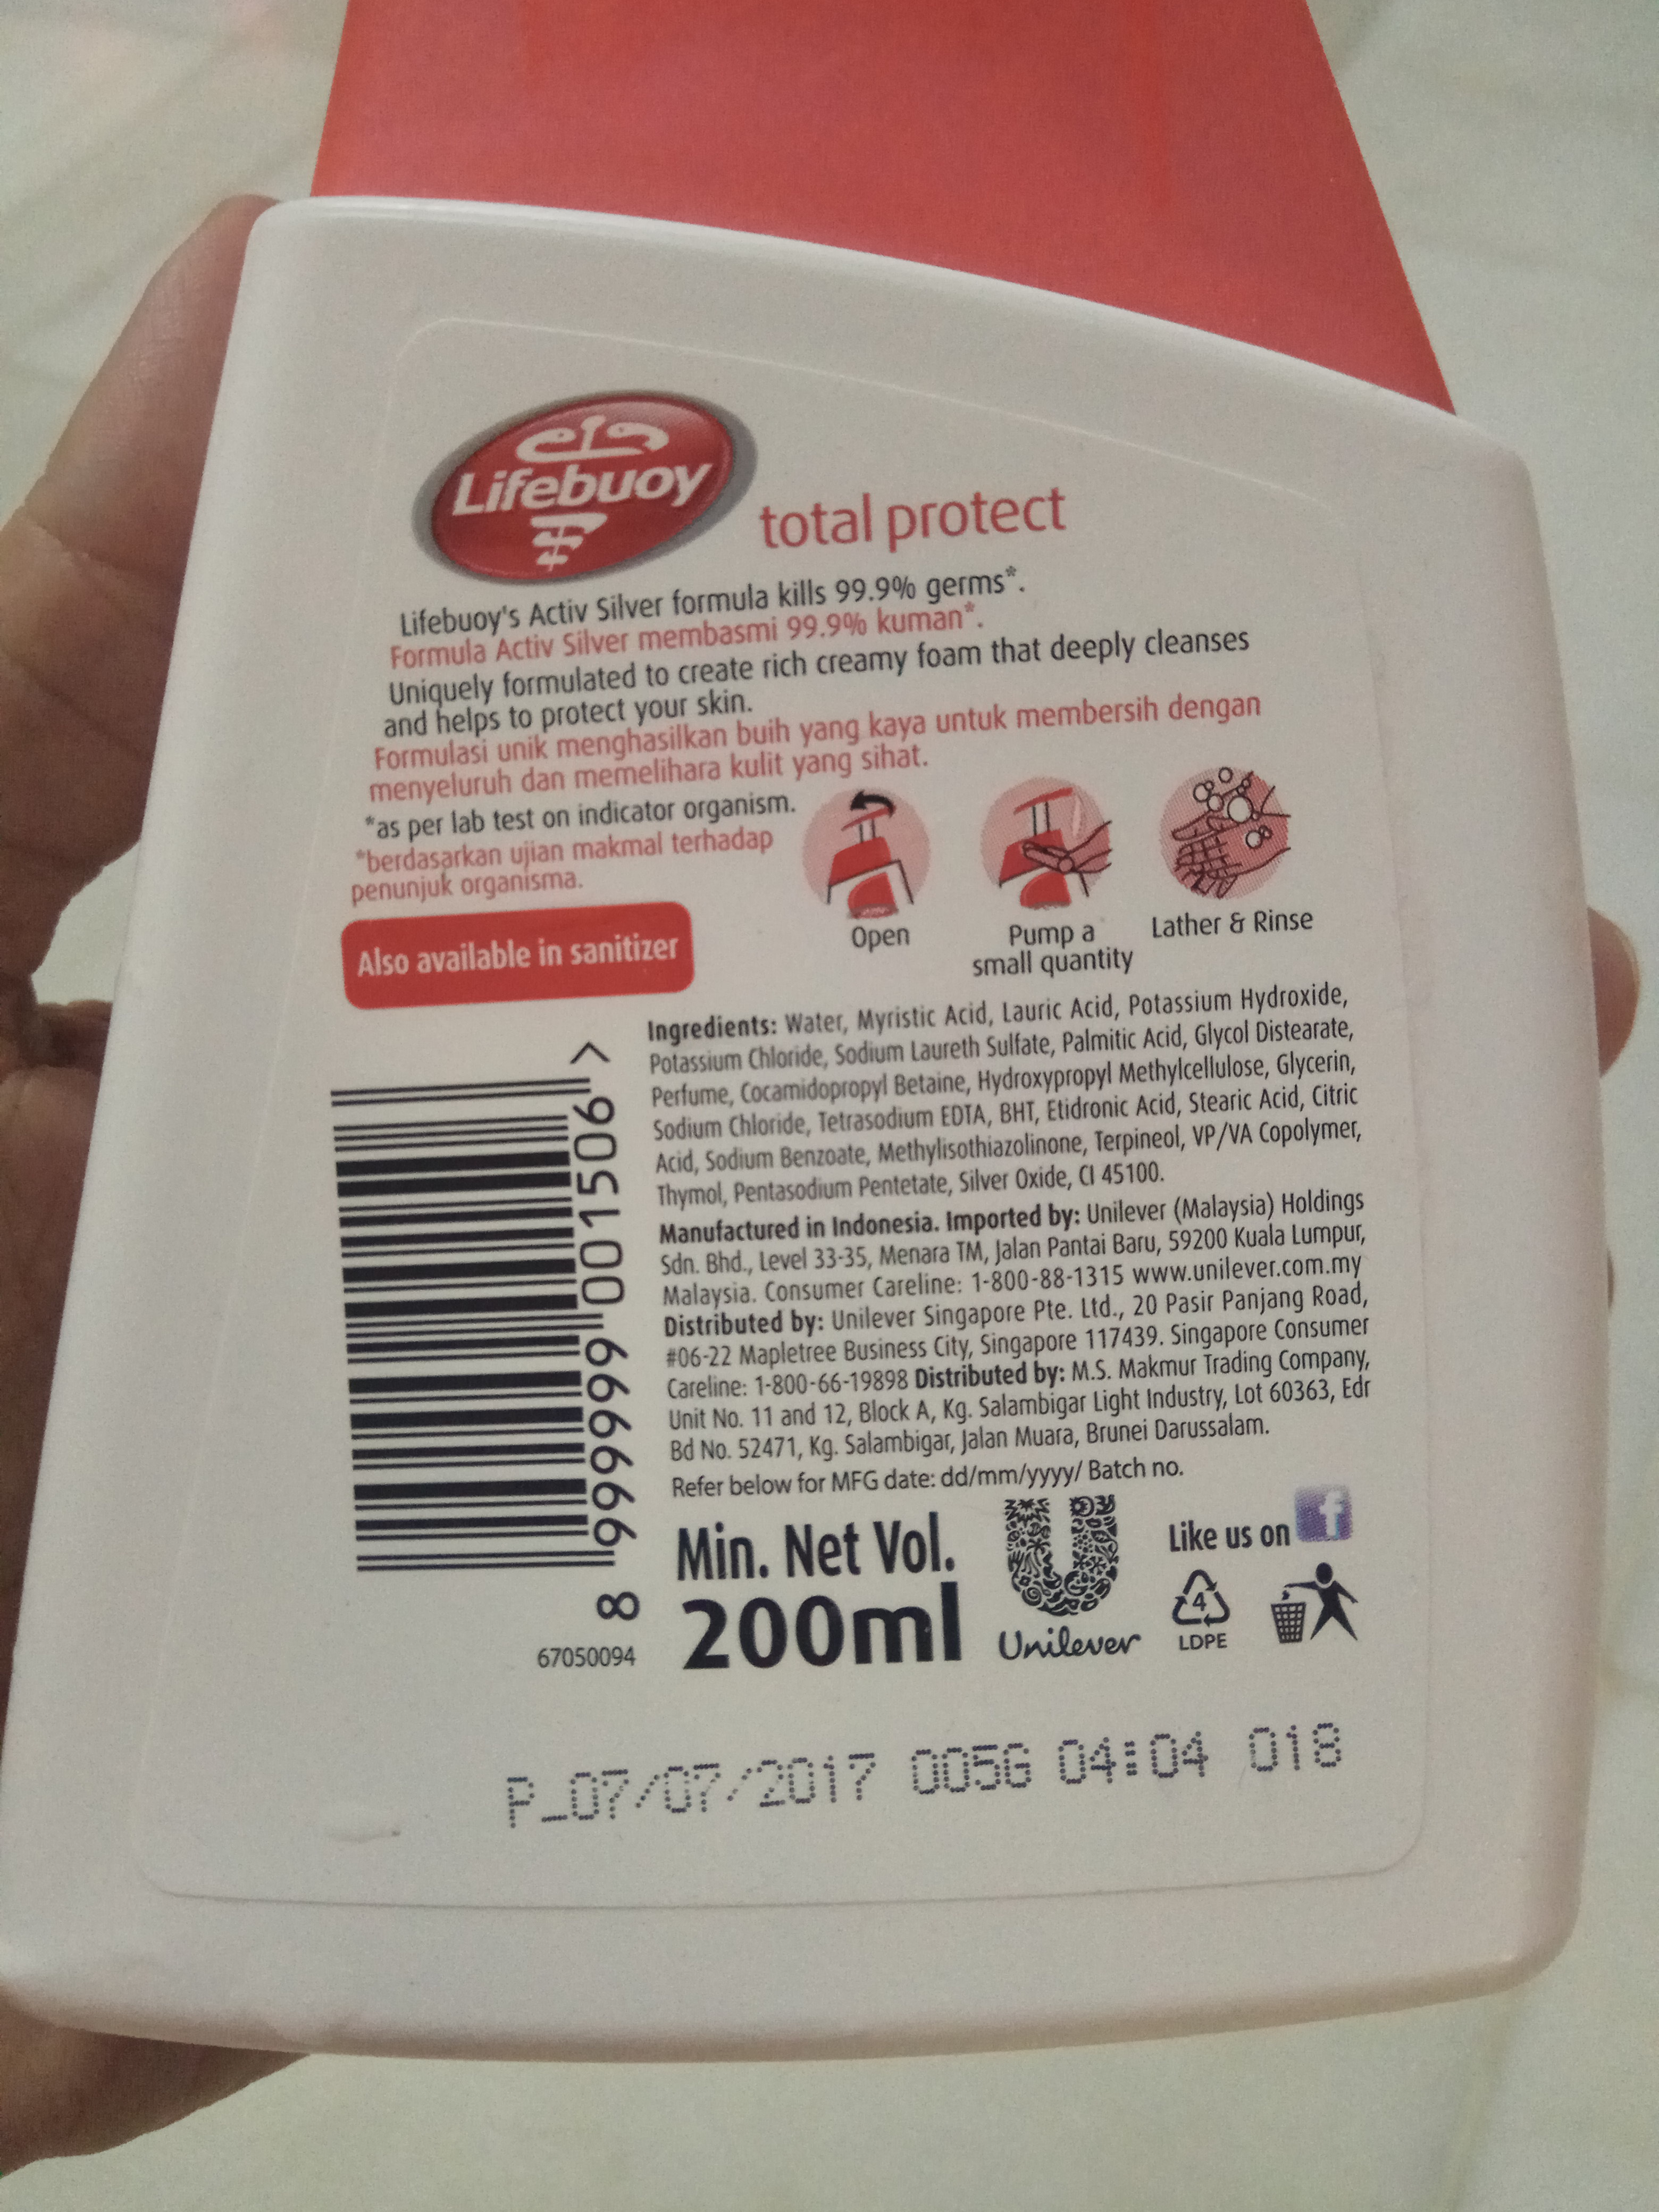 Lifebuoy
total protect
Lifebuoy's Activ Silver formula kills 99.9% germs*.
Formula Activ Silver membasmi 99.9% kuman*.
Uniquely formulated to create rich creamy foam that deeply cleanses
and helps to protect your skin.
Formulasi unik menghasilkan buih yang kaya untuk membersih dengan
menyeluruh dan memelihara kulit yang sihat.
*as per lab test on indicator organism.
*berdasarkan ujian makmal terhadap
penunjuk organisma.
Open
Pump a
small quantity
Lather & Rinse
Also available in sanitizer
Ingredients: Water, Myristic Acid, Lauric Acid, Potassium Hydroxide,
Potassium Chloride, Sodium Laureth Sulfate, Palmitic Acid, Glycol Distearate,
Perfume, Cocamidopropyl Betaine, Hydroxypropyl Methylcellulose, Glycerin,
Sodium Chloride, Tetrasodium EDTA, BHT, Etidronic Acid, Stearic Acid, Citric
Acid, Sodium Benzoate, Methylisothiazolinone, Terpineol, VP/VA Copolymer,
Thymol, Pentasodium Pentetate, Silver Oxide, CI 45100.
Manufactured in Indonesia. Imported by: Unilever (Malaysia) Holdings
Sdn. Bhd., Level 33-35, Menara TM, Jalan Pantai Baru, 59200 Kuala Lumpur,
Malaysia. Consumer Careline: 1-800-88-1315 www.unilever.com.my
Distributed by: Unilever Singapore Pte. Ltd., 20 Pasir Panjang Road,
#06-22 Mapletree Business City, Singapore 117439. Singapore Consumer
Careline: 1-800-66-19898 Distributed by: M.S. Makmur Trading Company,
Unit No. 11 and 12, Block A, Kg. Salambigar Light Industry, Lot 60363, Edr
Bd No. 52471, Kg. Salambigar, Jalan Muara, Brunei Darussalam.
Refer below for MFG date: dd/mm/yyyy/ Batch no.
8 999999 001506 >
67050094
Min. Net Vol.
200ml
Unilever
Like us on f
4
LDPE
P_07/07/2017 0056 04:04 018